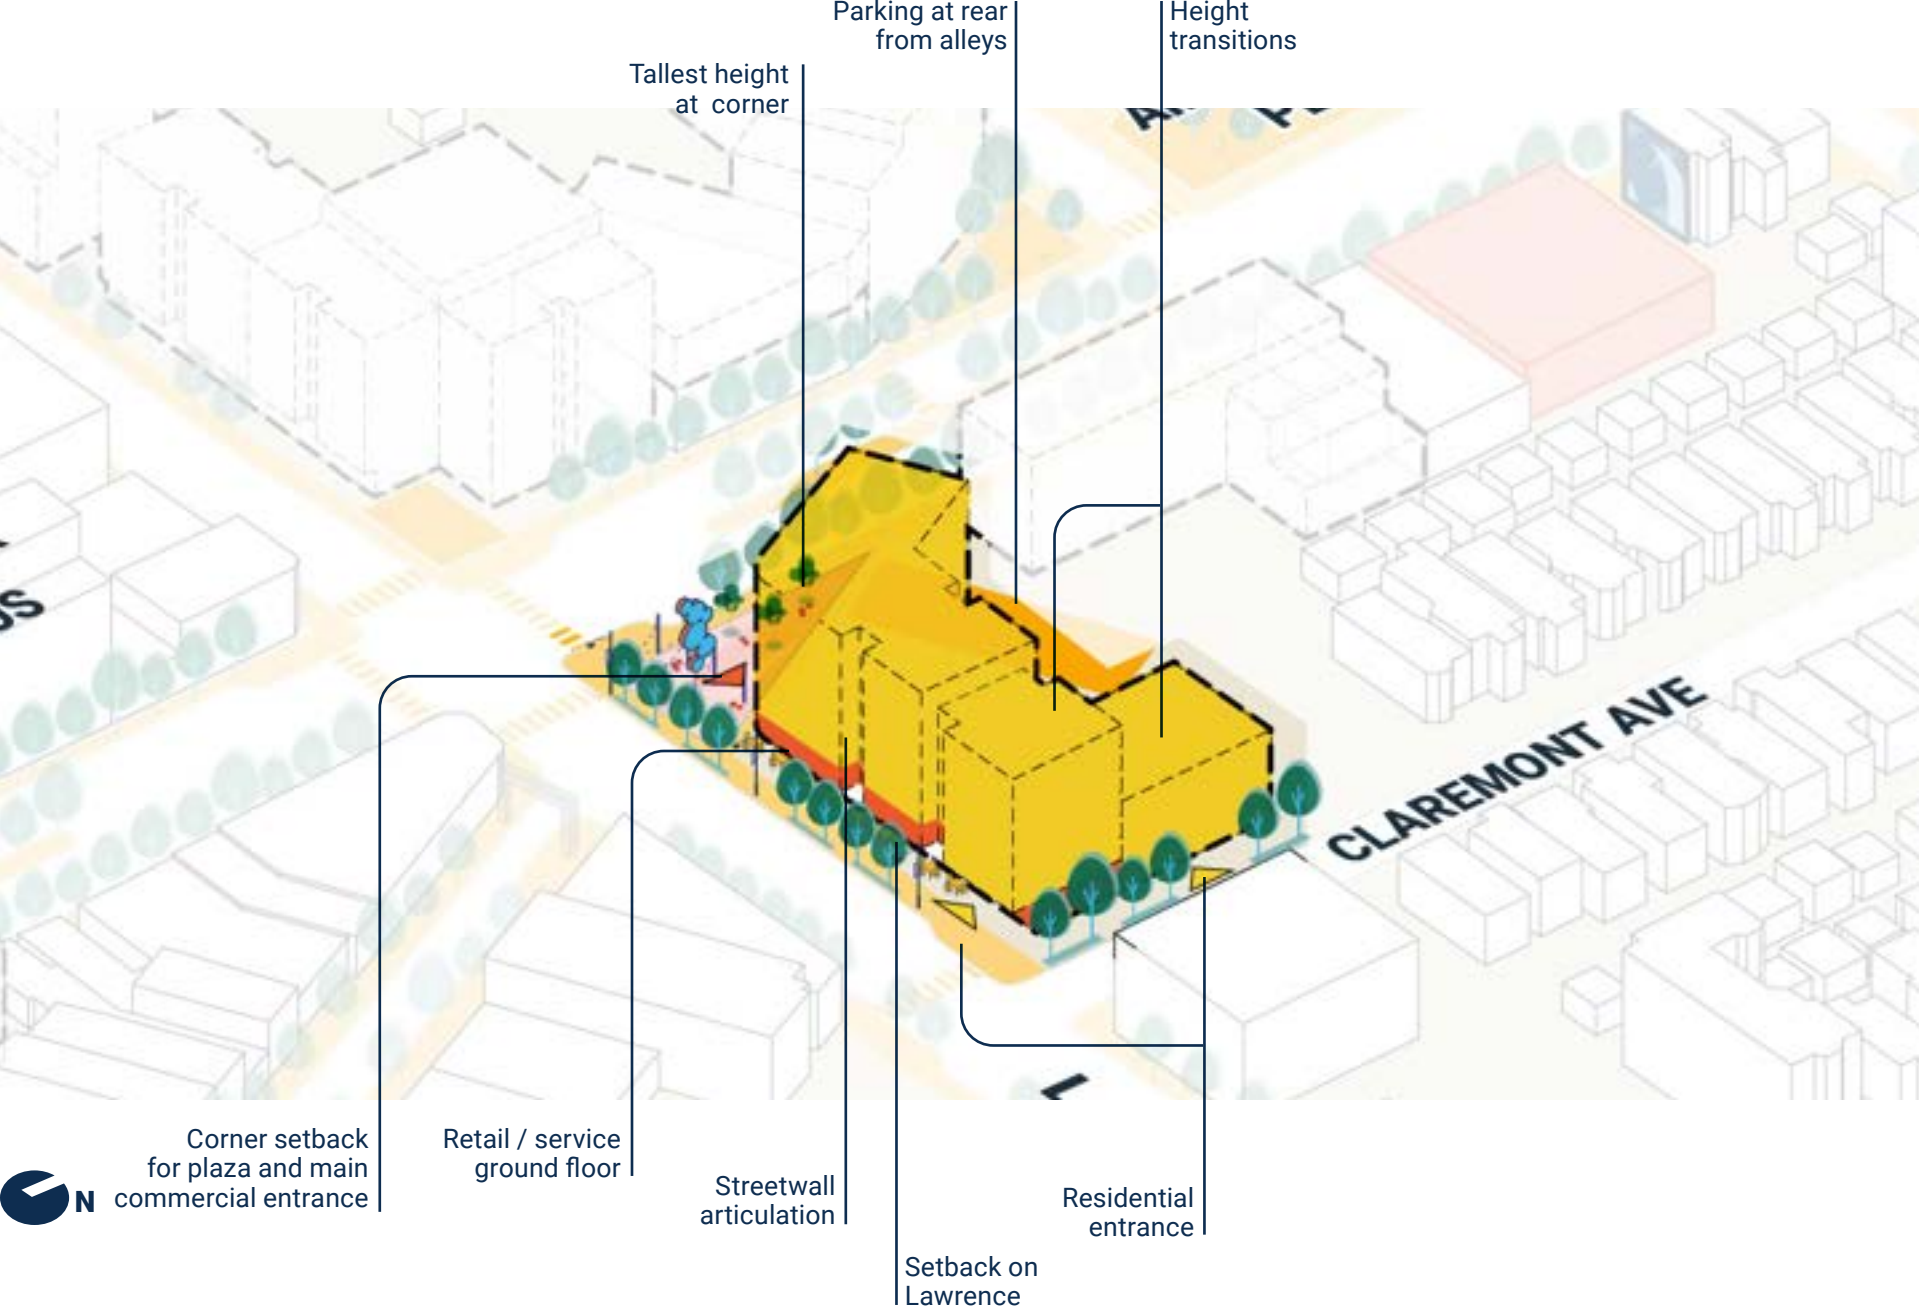 Parking at rear
from alleys
Height
transitions
Tallest height
at corner
CLAREMONT AVE
Corner setback
for plaza and main
commercial entrance
Retail / service
ground floor
Streetwall
articulation
Residential
entrance
Setback on
Lawrence
N